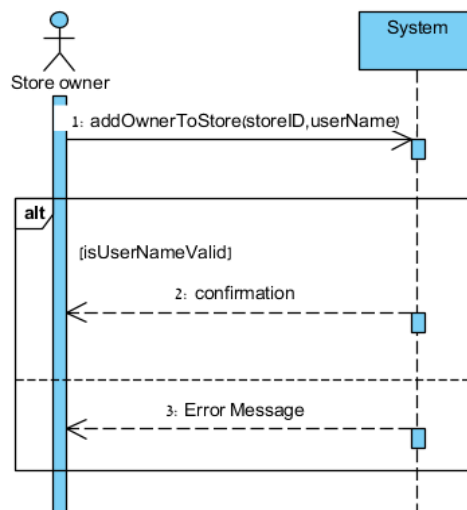 System
Store owner
1: addOwnerToStore(storeID,userName)
alt
[isUserNameValid]
2: confirmation
3: Error Message